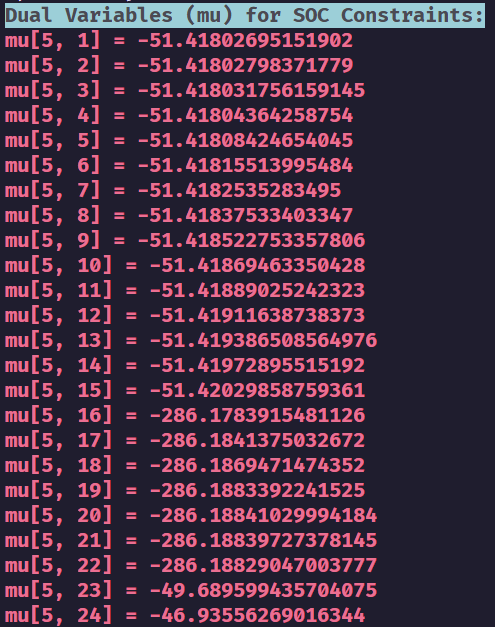 Dual Variables (mu) for SOC Constraints:
mu[5, 1] = -51.41802695151902
mu[5, 2] = -51.41802798371779
mu[5, 3] = -51.418031756159145
mu[5, 4] = -51.41804364258754
mu[5, 5] = -51.41808424654045
mu[5, 6] = -51.41815513995484
mu[5, 7] = -51.4182535283495
mu[5, 8] = -51.41837533403347
mu[5, 9] = -51.418522753357806
mu[5, 10] = -51.41869463350428
mu[5, 11] = -51.41889025242323
mu[5, 12] = -51.41911638738373
mu[5, 13] = -51.419386508564976
mu[5, 14] = -51.41972895515192
mu[5, 15] = -51.42029858759361
mu[5, 16] = -286.1783915481126
mu[5, 17] = -286.1841375032672
mu[5, 18] = -286.1869471474352
mu[5, 19] = -286.1883392241525
mu[5, 20] = -286.18841029994184
mu[5, 21] = -286.18839727378145
mu[5, 22] = -286.18829047003777
mu[5, 23] = -49.689599435704075
mu[5, 24] = -46.93556269016344